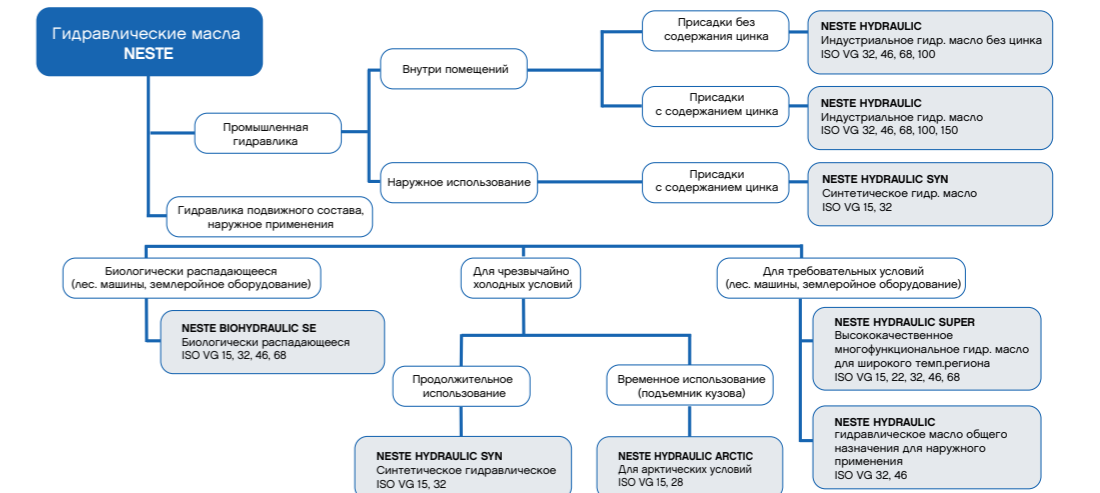 Гидравлические масла
NESTE
Присадки без
содержания цинка
NESTE HYDRAULIC
Индустриальное гидр. масло без цинка
ISO VG 32, 46, 68, 100
Внутри помещений
Присадки
с содержанием цинка
NESTE HYDRAULIC
Индустриальное гидр. масло
ISO VG 32, 46, 68, 100, 150
Промышленная
гидравлика
Наружное использование
Присадки
с содержанием цинка
NESTE HYDRAULIC SYN
Синтетическое гидр. масло
ISO VG 15, 32
Гидравлика подвижного состава,
наружное применения
Биологически распадающееся
(лес. машины, землеройное оборудование)
Для чрезвычайно
холодных условий
Для требовательных условий
(лес. машины, землеройное оборудование)
NESTE BIOHYDRAULIC SE
Биологически распадающееся
ISO VG 15, 32, 46, 68
NESTE HYDRAULIC SUPER
Высококачественное
многофункциональное гидр. масло
для широкого темп.региона
ISO VG 15, 22, 32, 46, 68
Продолжительное
использование
Временное использование
(подъемник кузова)
NESTE HYDRAULIC
гидравлическое масло общего
назначения для наружного
применения
ISO VG 32, 46
NESTE HYDRAULIC SYN
Синтетическое гидравлическое
ISO VG 15, 32
NESTE HYDRAULIC ARCTIC
Для арктических условий
ISO VG 15, 28